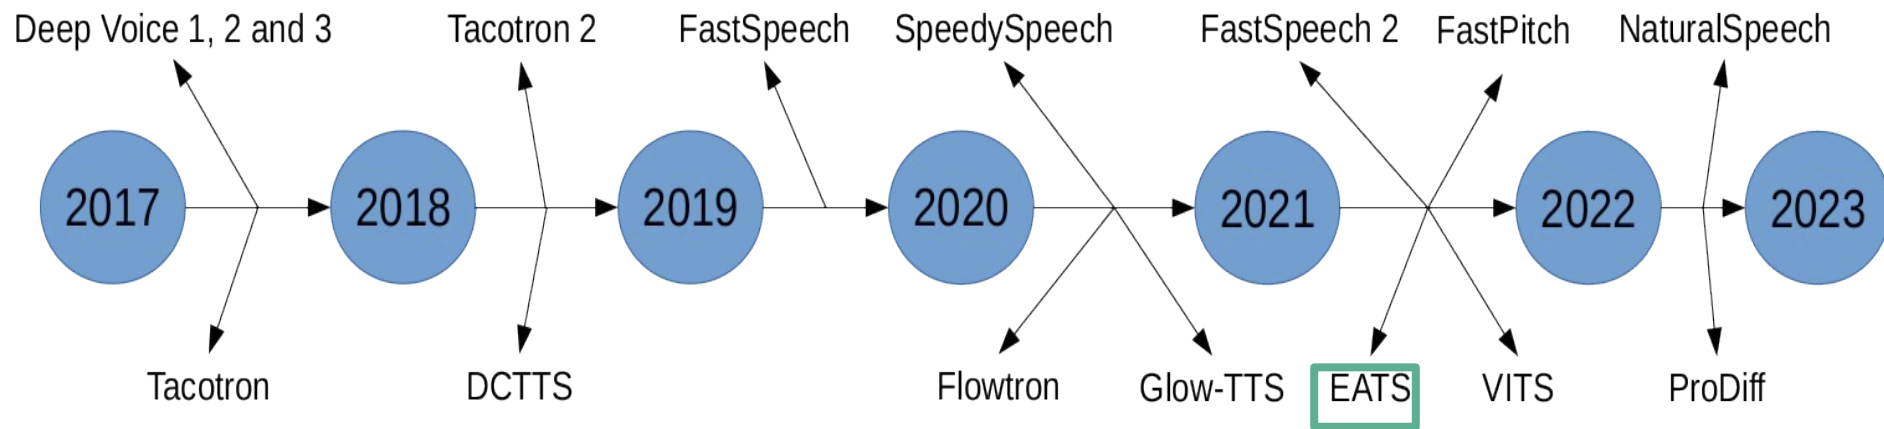 Deep Voice 1, 2 and 3 Tacotron 2 FastSpeech SpeedySpeech FastSpeech 2 FastPitch NaturalSpeech
2017 2018 2019 2020 2021 2022 2023
Tacotron DCTTS Flowtron Glow-TTS EATS VITS ProDiff